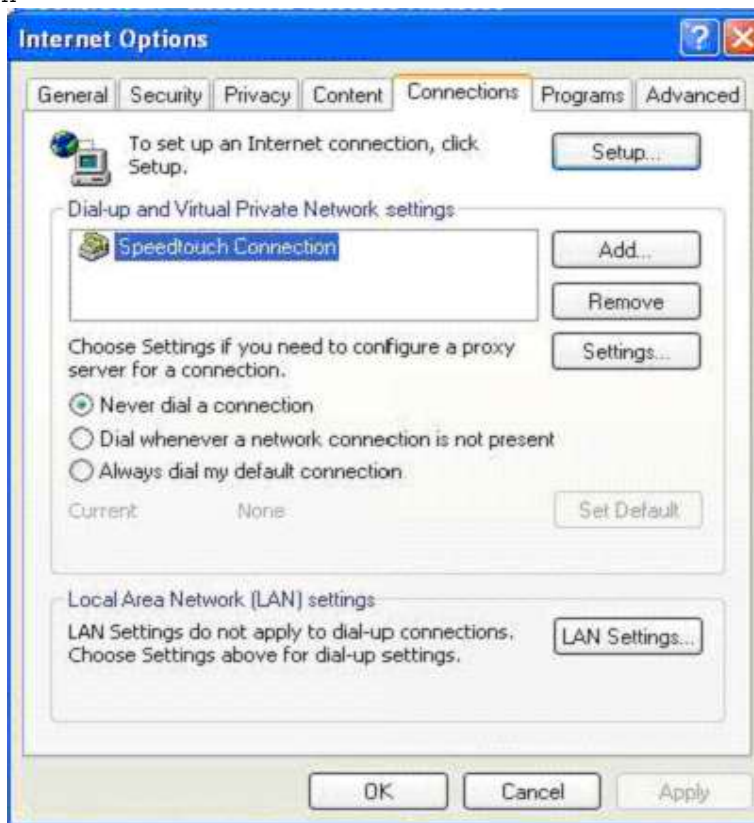 Internet Options
General Security Privacy Content Connections Programs Advanced
To set up an Internet connection, click
Setup.
Setup...
Dial-up and Virtual Private Network settings
Speedtouch Connection
Add...
Remove
Choose Settings if you need to configure a proxy
server for a connection.
Settings...
Never dial a connection
Dial whenever a network connection is not present
Always dial my default connection
Current None
Set Default
Local Area Network (LAN) settings
LAN Settings do not apply to dial-up connections.
Choose Settings above for dial-up settings.
LAN Settings...
OK Cancel Apply